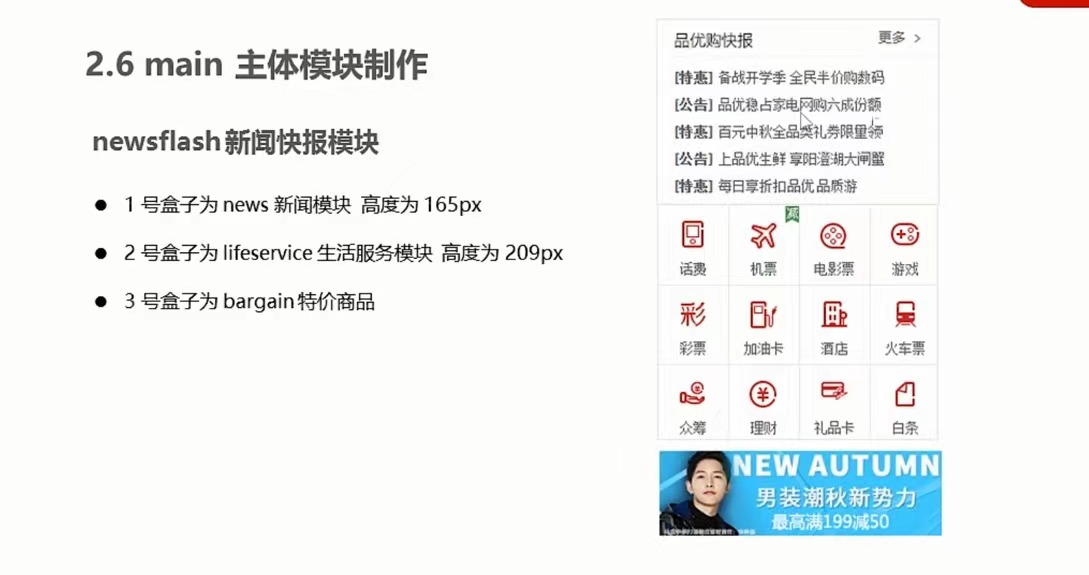 2.6 main 主体模块制作
newsflash新闻快报模块
● 1 号盒子为 news 新闻模块 高度为 165px
● 2 号盒子为 lifeservice 生活服务模块 高度为 209px
● 3 号盒子为 bargain 特价商品
品优购快报 更多 >
[特惠] 备战开学季 全民半价购数码
[公告] 品优稳占家电网购六成份额
[特惠] 百元中秋全品类礼券限量领
[公告] 上品优生鲜 享阳澄湖大闸蟹
[特惠] 每日享折扣品优品质游
减
话费 机票 电影票 游戏
彩
彩票 加油卡 酒店 火车票
众筹 理财 礼品卡 白条
NEW AUTUMN
男装潮秋新势力
最高满199减50